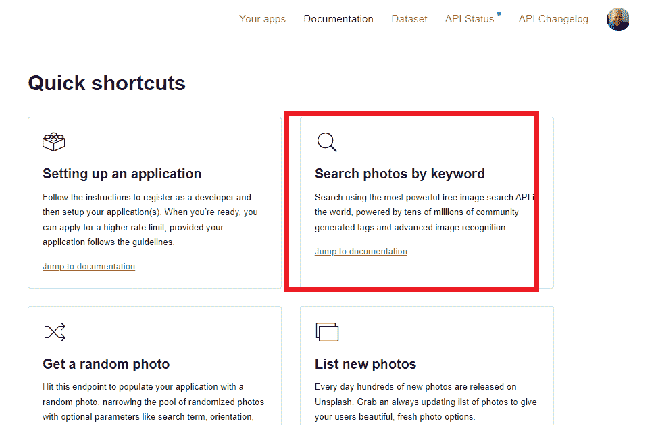 Your apps Documentation Dataset API Status API Changelog
Quick shortcuts
Setting up an application
Follow the instructions to register as a developer and
then setup your application(s). When you're ready, you
can apply for a higher rate limit, provided your
application follows the guidelines.
Jump to documentation
Search photos by keyword
Search using the most powerful free image search API in
the world, powered by tens of millions of community
generated tags and advanced image recognition.
Jump to documentation
Get a random photo
Hit this endpoint to populate your application with a
random photo, narrowing the pool of randomized photos
with optional parameters like search term, orientation,
List new photos
Every day hundreds of new photos are released on
Unsplash. Grab an always updating list of photos to give
your users beautiful, fresh photo options.